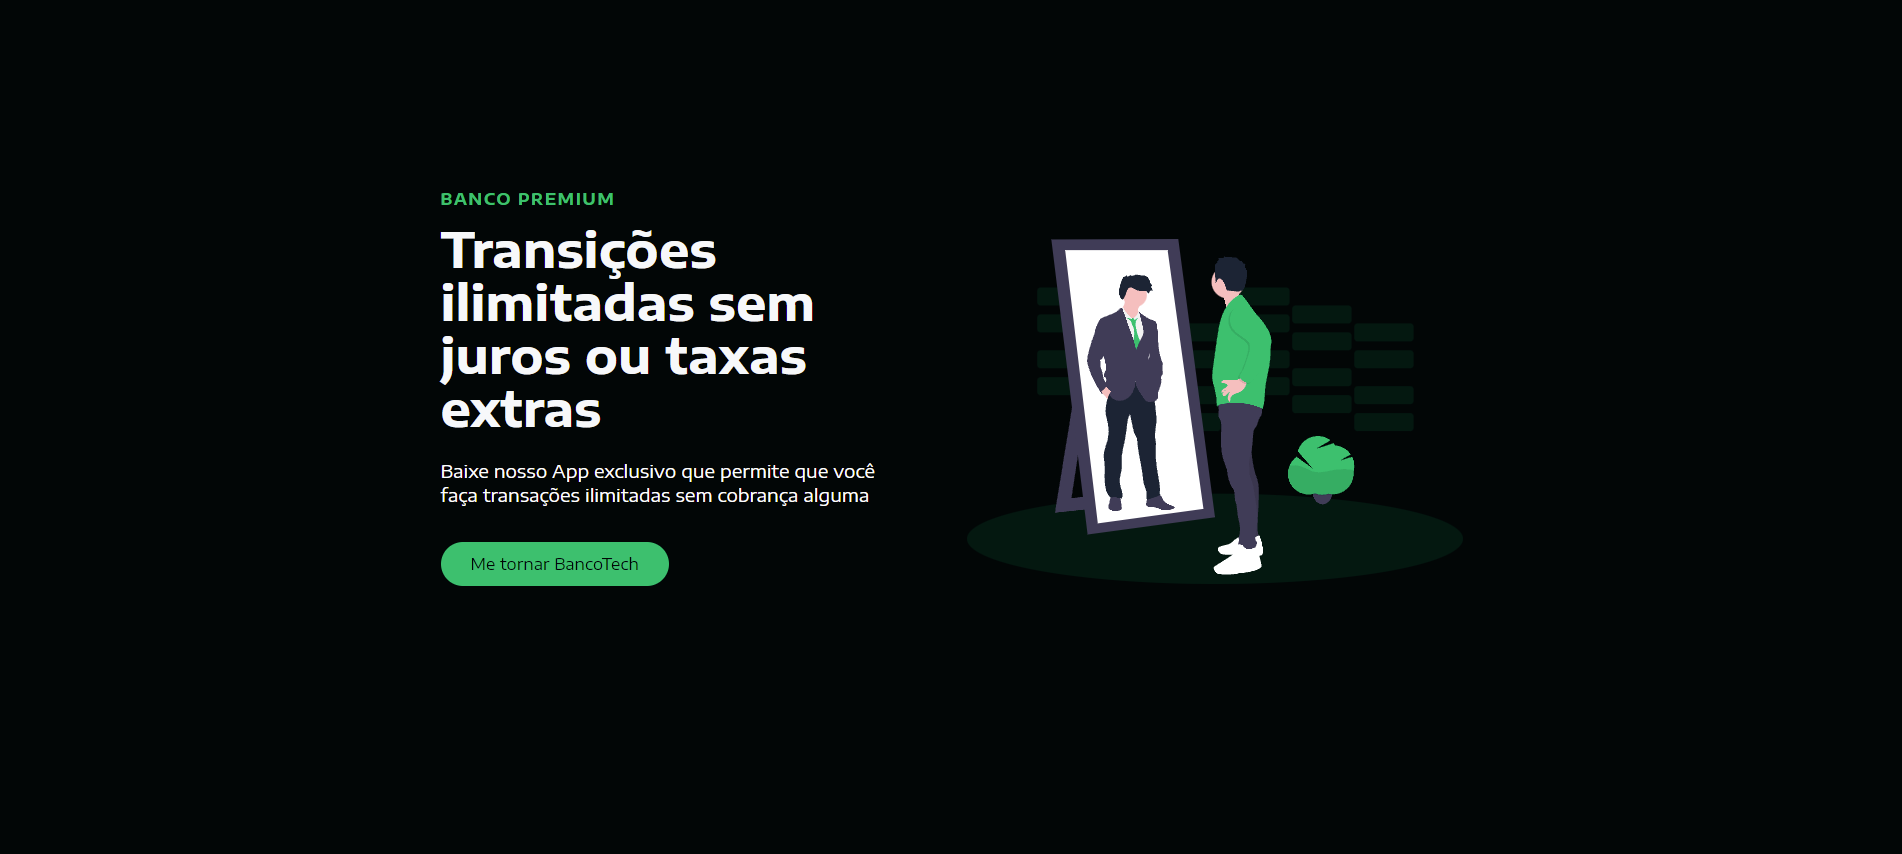 BANCO PREMIUM
Transições
ilimitadas sem
juros ou taxas
extras
Baixe nosso App exclusivo que permite que você
faça transações ilimitadas sem cobrança alguma
Me tornar BancoTech